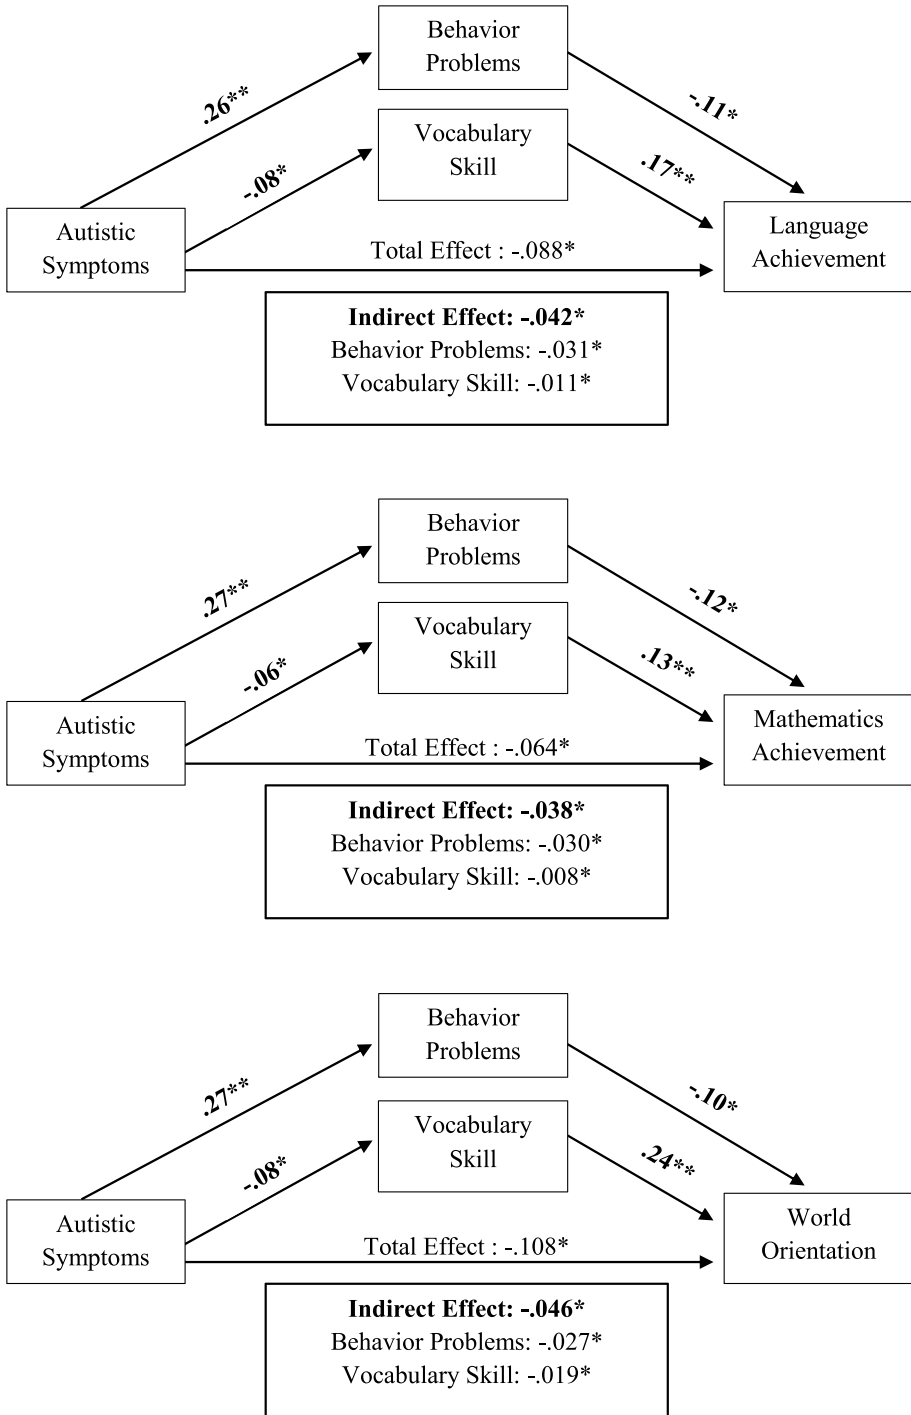 Behavior
Problems
.26**
-.11*
Vocabulary
Skill
-.08*
.17**
Autistic
Symptoms
Language
Achievement
Total Effect : -.088*
Indirect Effect: -.042*
Behavior Problems: -.031*
Vocabulary Skill: -.011*
Behavior
Problems
.27**
-.12*
Vocabulary
Skill
-.06*
.13**
Autistic
Symptoms
Mathematics
Achievement
Total Effect : -.064*
Indirect Effect: -.038*
Behavior Problems: -.030*
Vocabulary Skill: -.008*
Behavior
Problems
.27**
-.10*
Vocabulary
Skill
-.08*
.24**
Autistic
Symptoms
World
Orientation
Total Effect : -.108*
Indirect Effect: -.046*
Behavior Problems: -.027*
Vocabulary Skill: -.019*